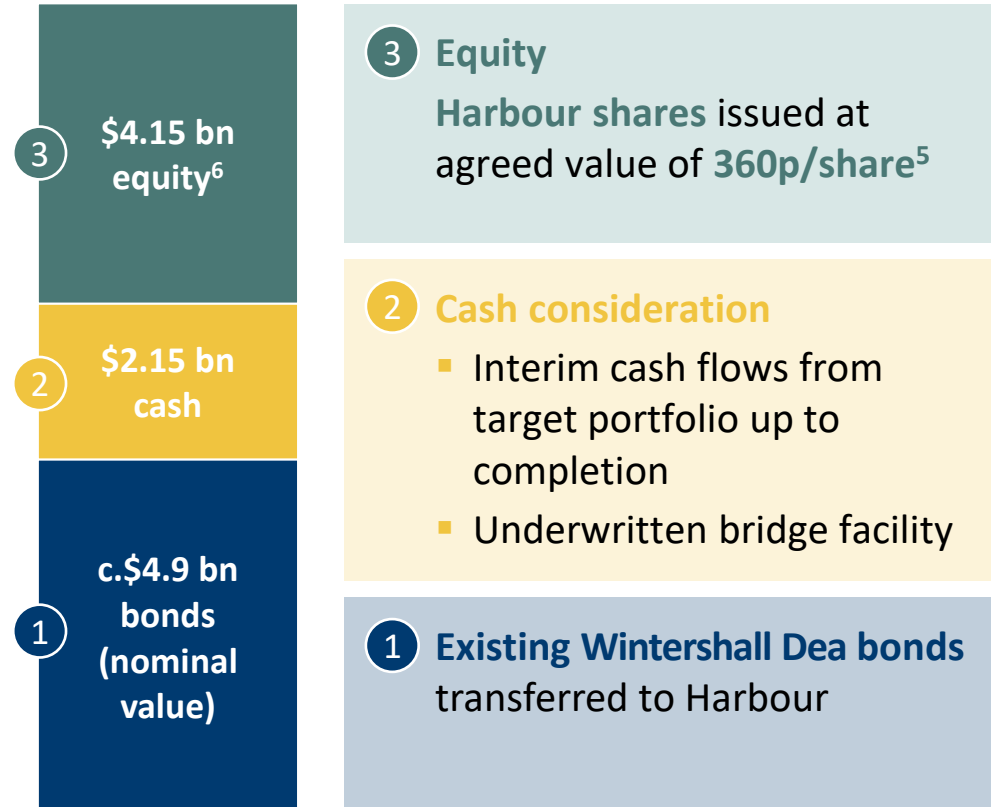 3
$4.15 bn
equity6
3 Equity
Harbour shares issued at
agreed value of 360p/share5
2
$2.15 bn
cash
2 Cash consideration
▪ Interim cash flows from
target portfolio up to
completion
▪ Underwritten bridge facility
1
c.$4.9 bn
bonds
(nominal
value)
1 Existing Wintershall Dea bonds
transferred to Harbour